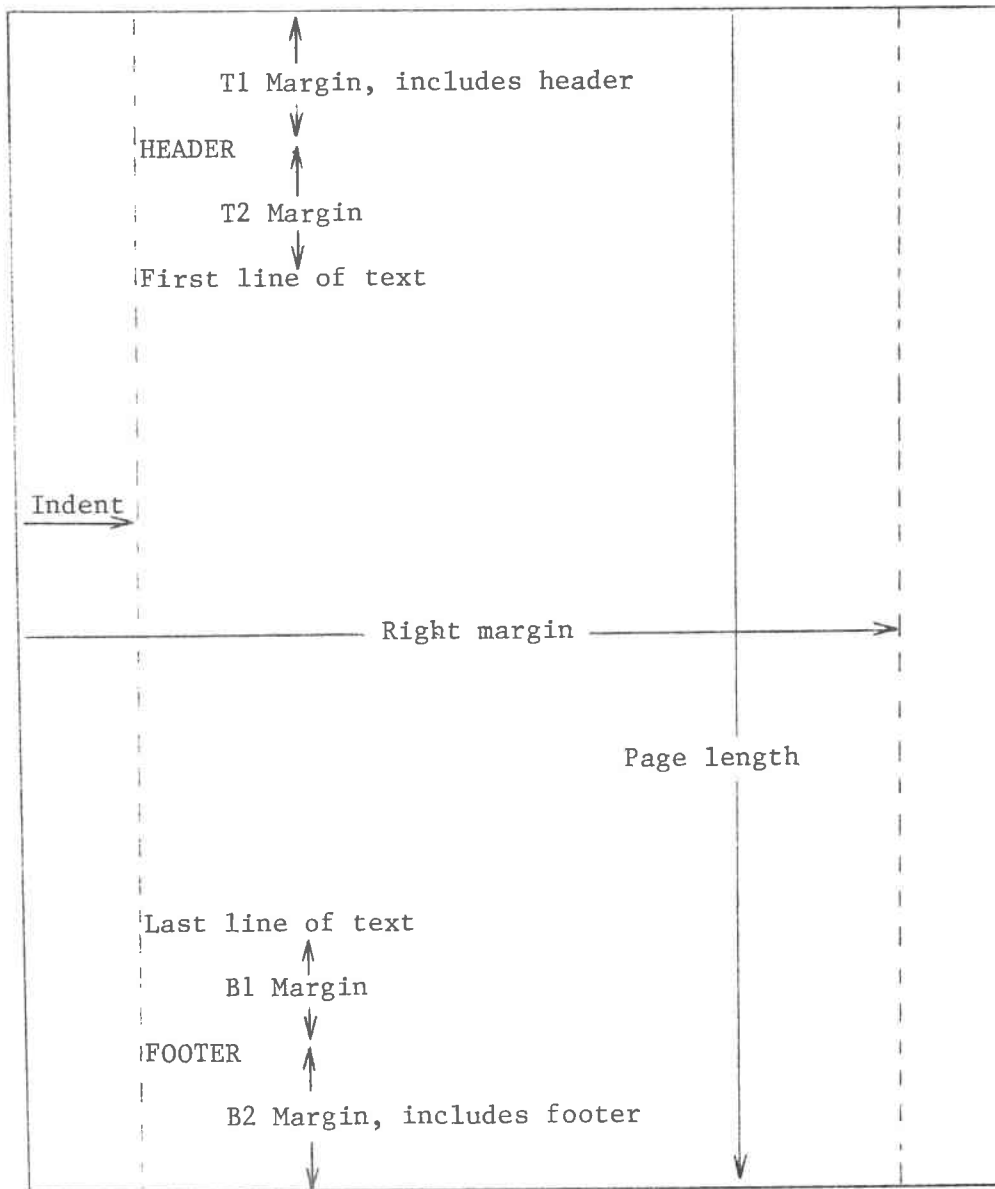 T1 Margin, includes header
HEADER
T2 Margin
First line of text
Indent
Right margin
Page length
Last line of text
B1 Margin
FOOTER
B2 Margin, includes footer